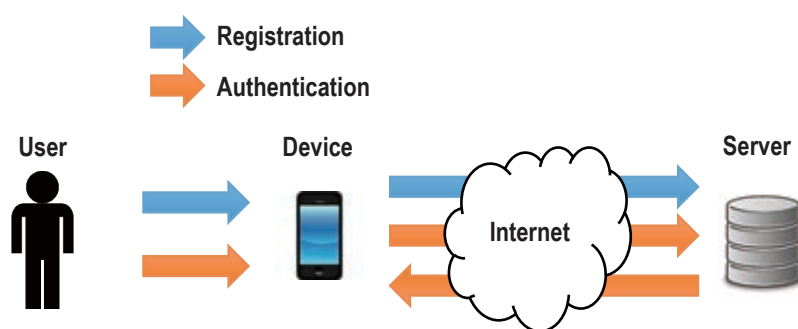 Registration
Authentication
User
Device
Server
Internet